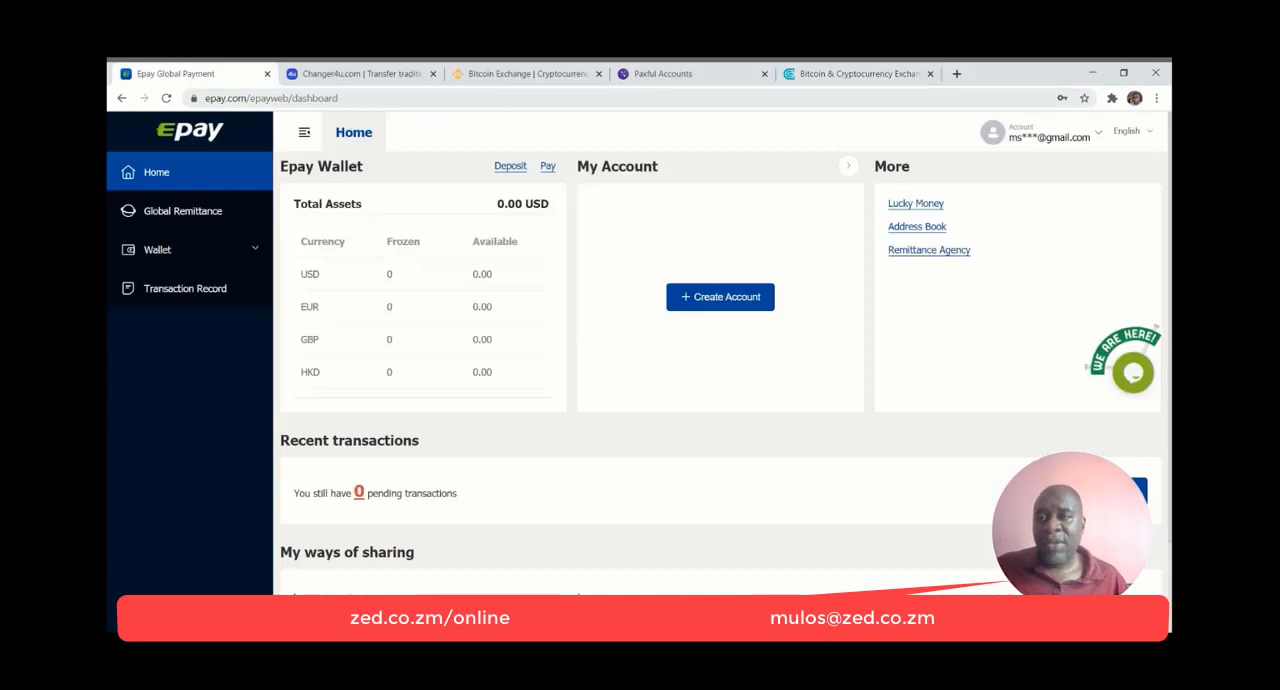 Epay Global Payment
Changer4u.com | Transfer traditic
Bitcoin Exchange | Cryptocurrenc
Paxful Accounts
Bitcoin & Cryptocurrency Exchan
epay.com/epayweb/dashboard
Epay
Home
Account
ms***@gmail.com
English
Home
Global Remittance
Wallet
Transaction Record
Epay Wallet
Deposit
Pay
My Account
More
Total Assets
0.00 USD
Currency Frozen Available
USD 0 0.00
EUR 0 0.00
GBP 0 0.00
HKD 0 0.00
+ Create Account
Lucky Money
Address Book
Remittance Agency
WE ARE HERE!
Recent transactions
You still have 0 pending transactions
My ways of sharing
zed.co.zm/online
mulos@zed.co.zm